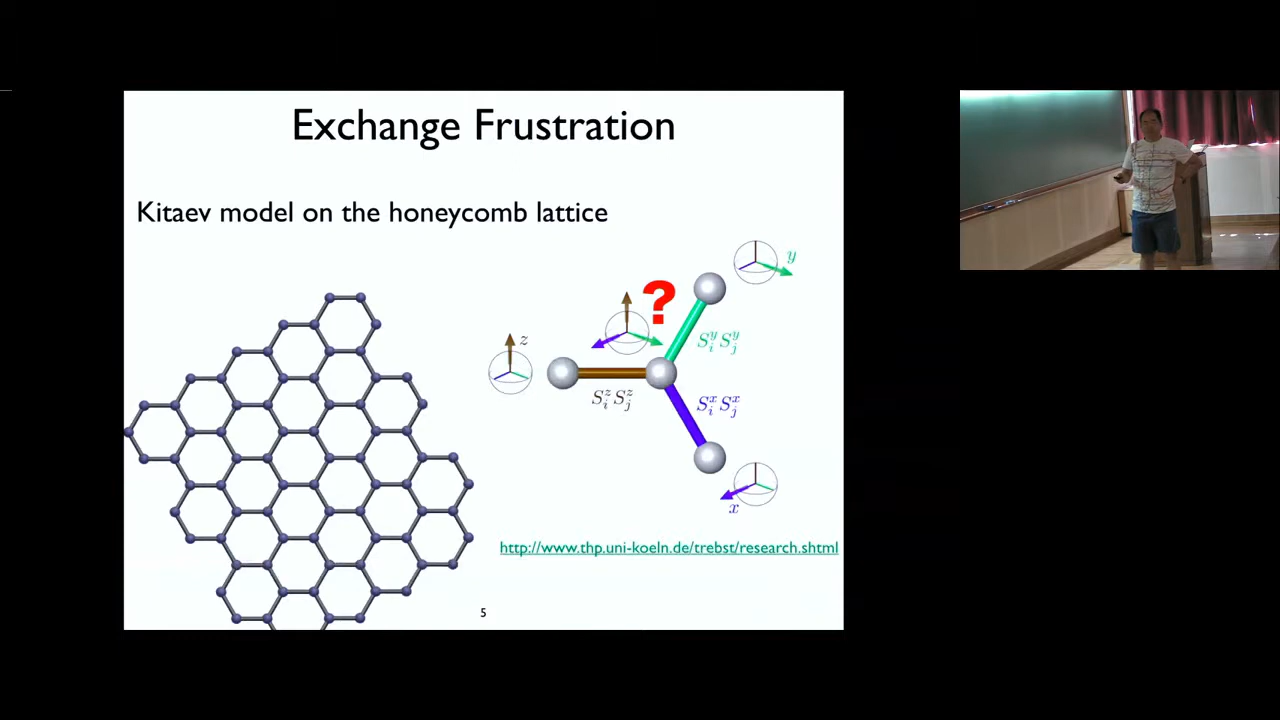 Exchange Frustration
Kitaev model on the honeycomb lattice
y
?
z
S_i^y S_j^y
S_i^z S_j^z
S_i^x S_j^x
x
http://www.thp.uni-koeln.de/trebst/research.shtml
5